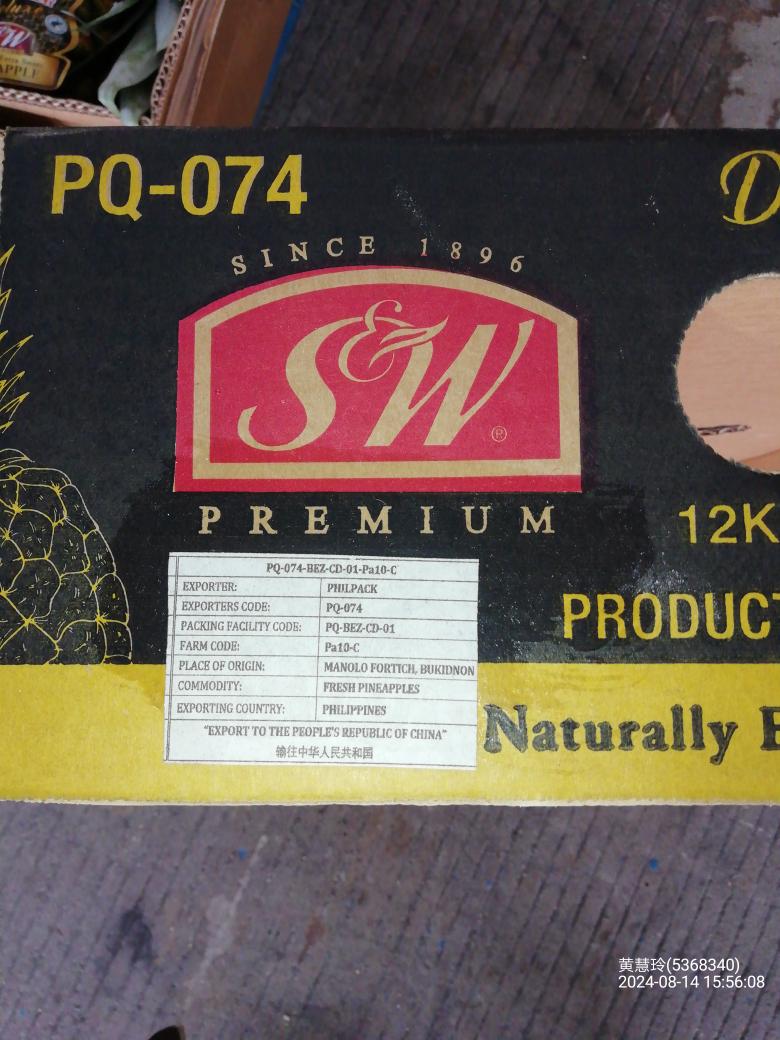 APPLE
PQ-074
D
SINCE 1896
S&W®
PREMIUM
12K
PRODUCT
PQ-074-BEZ-CD-01-Pa10-C
EXPORTER: PHILPACK
EXPORTERS CODE: PQ-074
PACKING FACILITY CODE: PQ-BEZ-CD-01
FARM CODE: Pa10-C
PLACE OF ORIGIN: MANOLO FORTICH, BUKIDNON
COMMODITY: FRESH PINEAPPLES
EXPORTING COUNTRY: PHILIPPINES
"EXPORT TO THE PEOPLE'S REPUBLIC OF CHINA"
输往中华人民共和国
Naturally E
黄慧玲(5368340)
2024-08-14 15:56:08